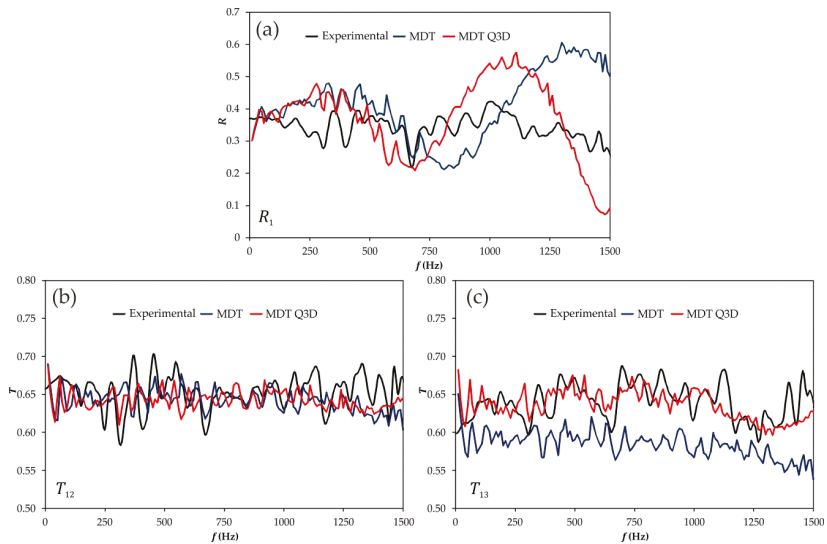 (a)
Experimental MDT MDT Q3D
0.7
0.6
0.5
0.4
0.3
0.2
0.1
0
R
R1
0 250 500 750 1000 1250 1500
f (Hz)
(b)
Experimental MDT MDT Q3D
0.80
0.75
0.70
0.65
0.60
0.55
0.50
T
T12
0 250 500 750 1000 1250 1500
f (Hz)
(c)
Experimental MDT MDT Q3D
0.80
0.75
0.70
0.65
0.60
0.55
0.50
T
T13
0 250 500 750 1000 1250 1500
f (Hz)